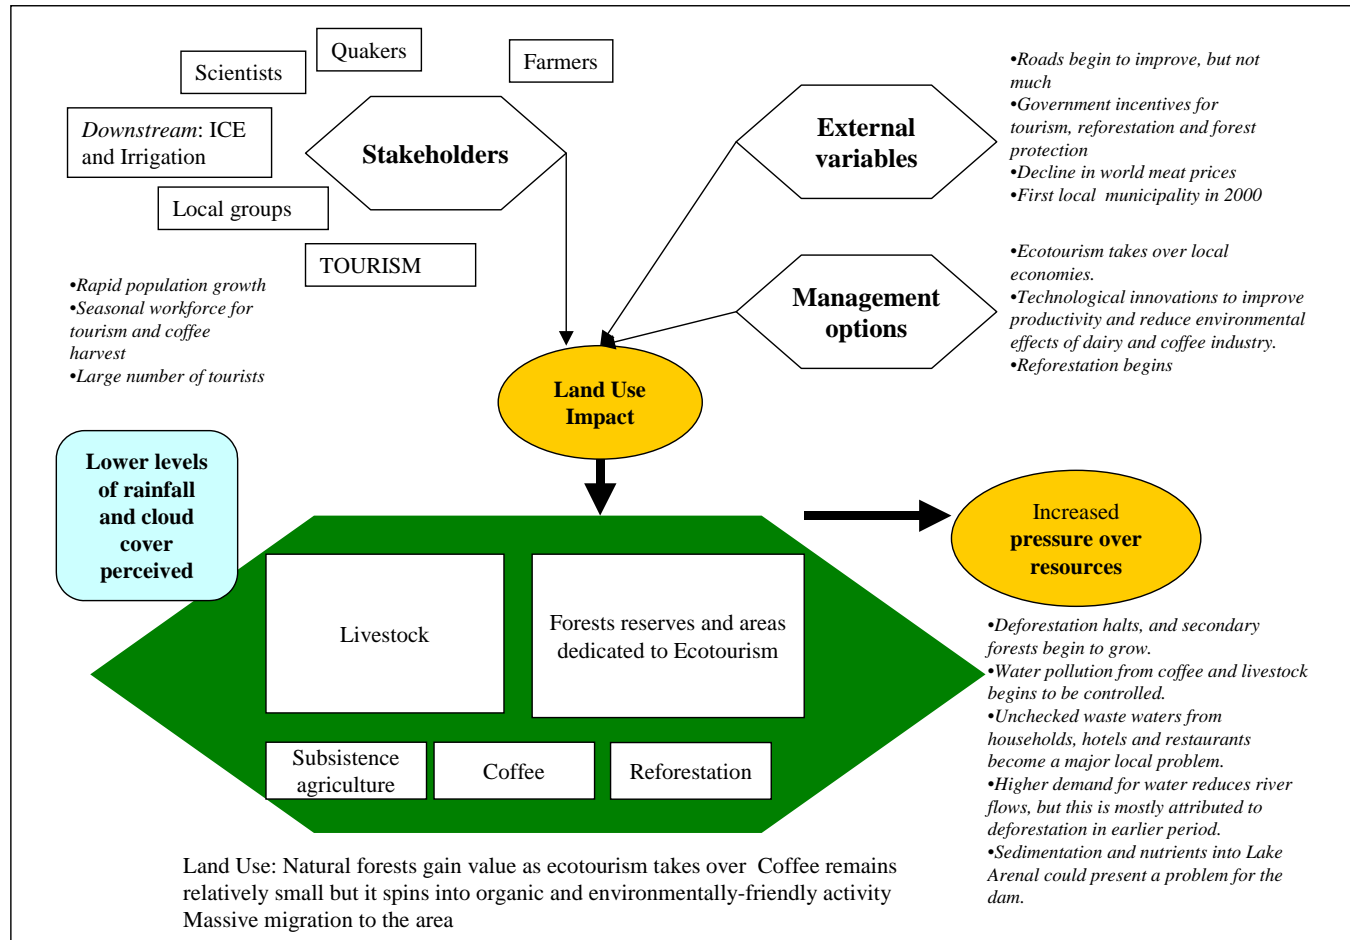 Quakers
Scientists
Farmers
Downstream: ICE
and Irrigation
Stakeholders
Local groups
TOURISM
•Rapid population growth
•Seasonal workforce for
tourism and coffee
harvest
•Large number of tourists
External
variables
•Roads begin to improve, but not
much
•Government incentives for
tourism, reforestation and forest
protection
•Decline in world meat prices
•First local  municipality in 2000
Management
options
•Ecotourism takes over local
economies.
•Technological innovations to improve
productivity and reduce environmental
effects of dairy and coffee industry.
•Reforestation begins
Land Use
Impact
Lower levels
of rainfall
and cloud
cover
perceived
Increased
pressure over
resources
Livestock
Forests reserves and areas
dedicated to Ecotourism
Subsistence
agriculture
Coffee
Reforestation
•Deforestation halts, and secondary
forests begin to grow.
•Water pollution from coffee and livestock
begins to be controlled.
•Unchecked waste waters from
households, hotels and restaurants
become a major local problem.
•Higher demand for water reduces river
flows, but this is mostly attributed to
deforestation in earlier period.
•Sedimentation and nutrients into Lake
Arenal could present a problem for the
dam.
Land Use: Natural forests gain value as ecotourism takes over  Coffee remains
relatively small but it spins into organic and environmentally-friendly activity
Massive migration to the area